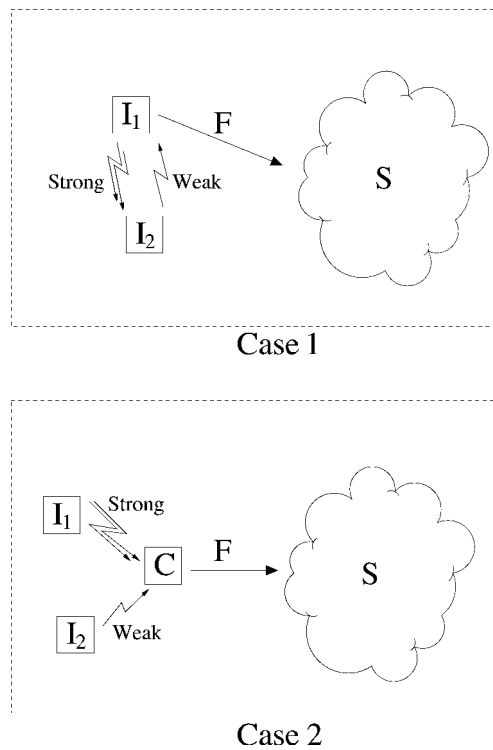 I₁
F
Strong
Weak
S
I₂
Case 1
Strong
I₁
F
C
S
I₂
Weak
Case 2